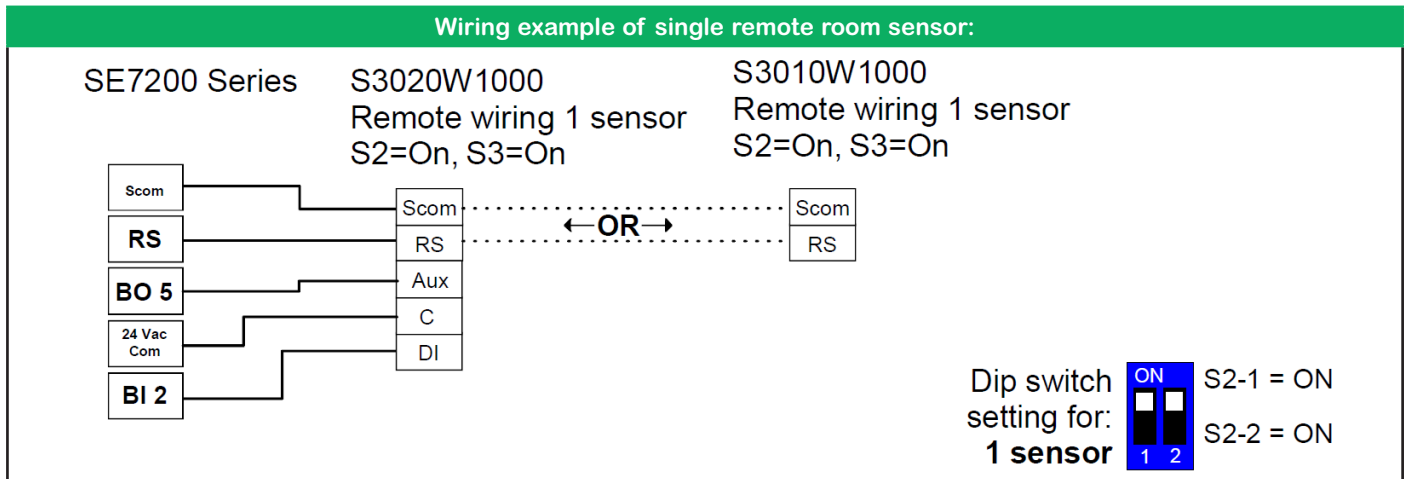 Wiring example of single remote room sensor:
SE7200 Series
S3020W1000
Remote wiring 1 sensor
S2=On, S3=On
S3010W1000
Remote wiring 1 sensor
S2=On, S3=On
Scom
RS
BO 5
24 Vac
Com
BI 2
Scom
RS
Aux
C
DI
←OR→
Scom
RS
Dip switch
setting for:
1 sensor
ON
1 2
S2-1 = ON
S2-2 = ON